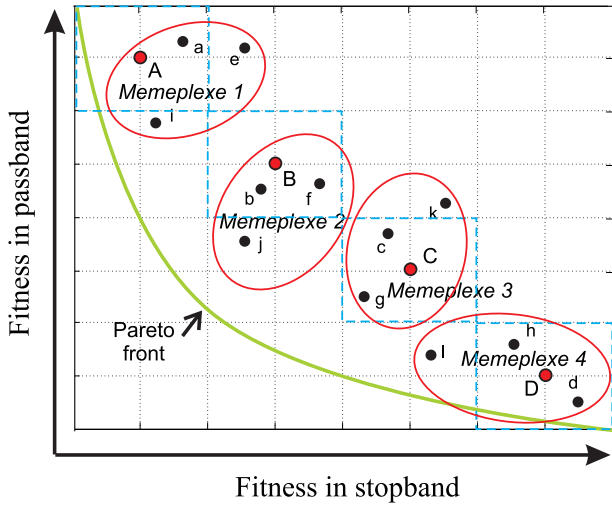 a
e
A
Memeplexe 1
i
B
b
f
Memeplexe 2
j
k
c
C
g
Memeplexe 3
Pareto
front
h
l
Memeplexe 4
D
d
Fitness in passband
Fitness in stopband